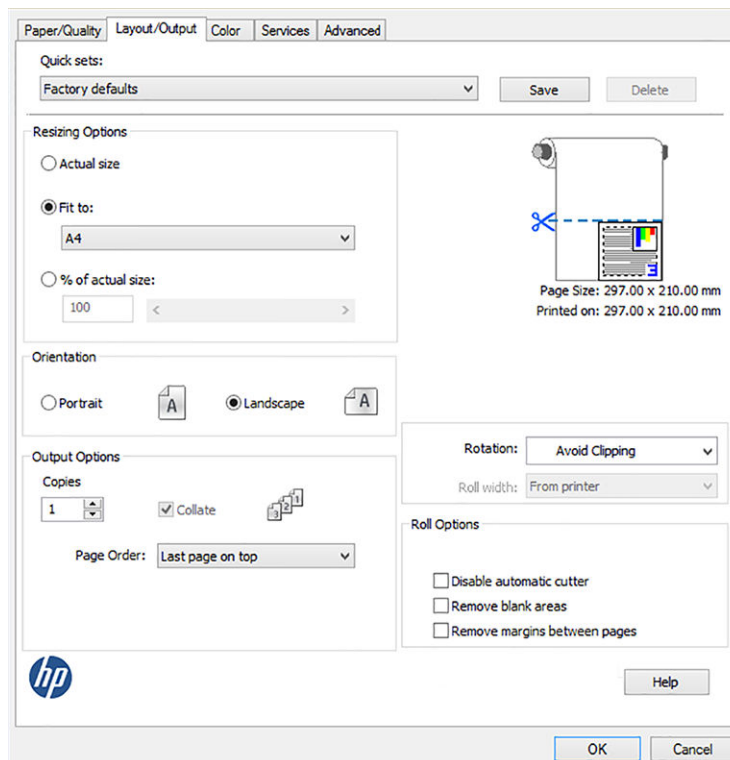 Paper/Quality Layout/Output Color Services Advanced
Quick sets:
Factory defaults
Save
Delete
Resizing Options
Actual size
Fit to:
A4
% of actual size:
100
Page Size: 297.00 x 210.00 mm
Printed on: 297.00 x 210.00 mm
Orientation
Portrait
A
Landscape
A
Rotation: Avoid Clipping
Roll width: From printer
Output Options
Copies
1
Collate
3 2 1
Page Order: Last page on top
Roll Options
Disable automatic cutter
Remove blank areas
Remove margins between pages
hp
Help
OK
Cancel